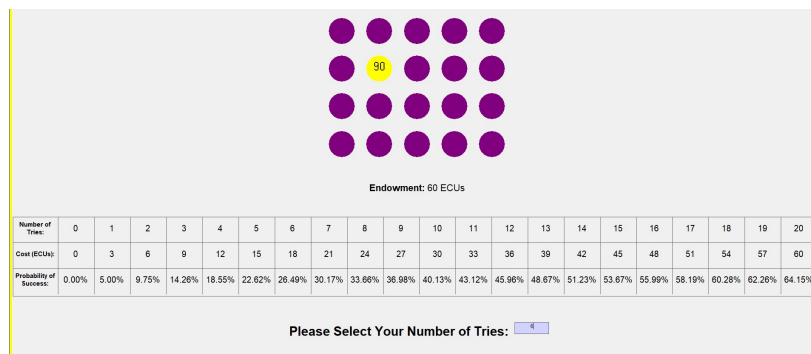 90
Endowment: 60 ECUs
Number of Tries: 0 1 2 3 4 5 6 7 8 9 10 11 12 13 14 15 16 17 18 19 20
Cost (ECUs): 0 3 6 9 12 15 18 21 24 27 30 33 36 39 42 45 48 51 54 57 60
Probability of Success: 0.00% 5.00% 9.75% 14.26% 18.55% 22.62% 26.49% 30.17% 33.66% 36.98% 40.13% 43.12% 45.96% 48.67% 51.23% 53.67% 55.99% 58.19% 60.28% 62.26% 64.15%
Please Select Your Number of Tries: